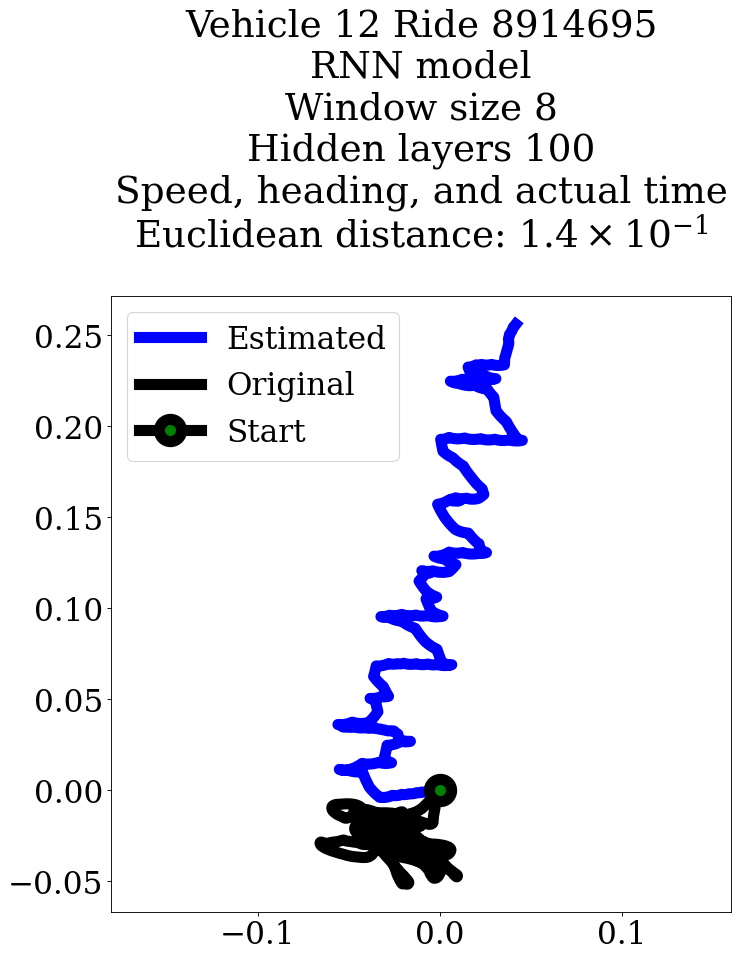 Vehicle 12 Ride 8914695
RNN model
Window size 8
Hidden layers 100
Speed, heading, and actual time
Euclidean distance: 1.4 × 10⁻¹
Estimated
Original
Start
0.25
0.20
0.15
0.10
0.05
0.00
−0.05
−0.1
0.0
0.1